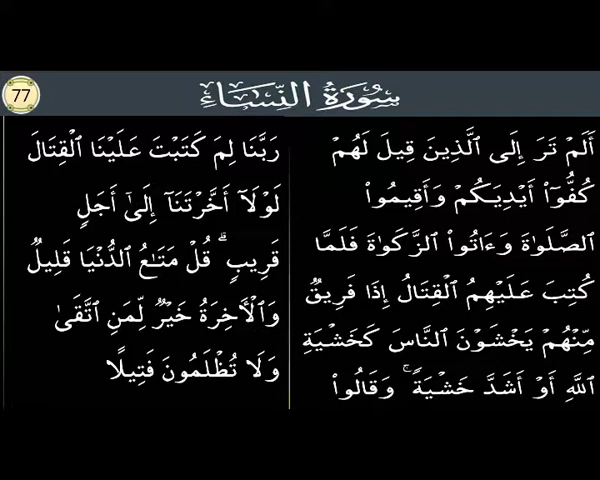 سُورَةُ النِّسَاءِ
77
أَلَمْ تَرَ إِلَى ٱلَّذِينَ قِيلَ لَهُمْ
كُفُّوٓا۟ أَيْدِيَكُمْ وَأَقِيمُوا۟
ٱلصَّلَوٰةَ وَءَاتُوا۟ ٱلزَّكَوٰةَ فَلَمَّا
كُتِبَ عَلَيْهِمُ ٱلْقِتَالُ إِذَا فَرِيقٌ
مِّنْهُمْ يَخْشَوْنَ ٱلنَّاسَ كَخَشْيَةِ
ٱللَّهِ أَوْ أَشَدَّ خَشْيَةً ۚ وَقَالُوا۟
رَبَّنَا لِمَ كَتَبْتَ عَلَيْنَا ٱلْقِتَالَ
لَوْلَآ أَخَّرْتَنَآ إِلَىٰٓ أَجَلٍ
قَرِيبٍ ۗ قُلْ مَتَـٰعُ ٱلدُّنْيَا قَلِيلٌ
وَٱلْـَٔاخِرَةُ خَيْرٌ لِّمَنِ ٱتَّقَىٰ
وَلَا تُظْلَمُونَ فَتِيلًا